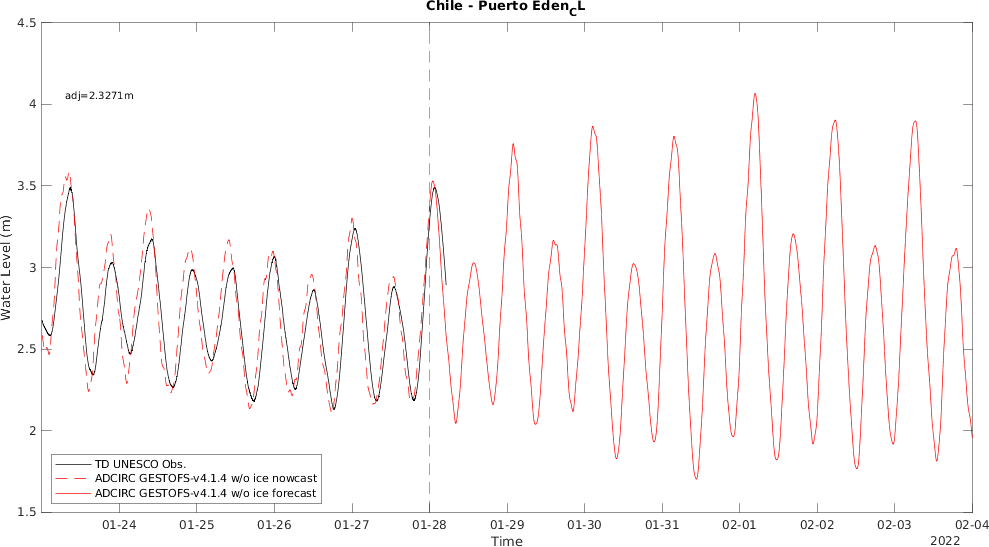 Chile - Puerto Eden_CL
4.5
4
3.5
3
2.5
2
1.5
Water Level (m)
adj=2.3271m
TD UNESCO Obs.
ADCIRC GESTOFS-v4.1.4 w/o ice nowcast
ADCIRC GESTOFS-v4.1.4 w/o ice forecast
01-24 01-25 01-26 01-27 01-28 01-29 01-30 01-31 02-01 02-02 02-03 02-04
Time
2022